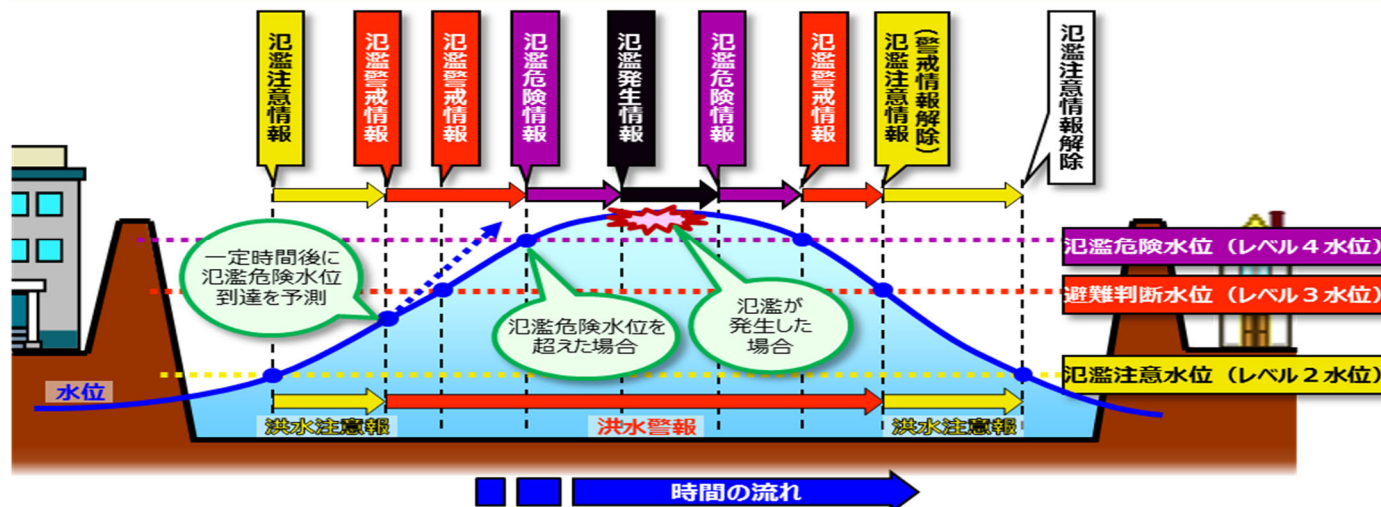 氾濫注意情報
氾濫警戒情報
氾濫警戒情報
氾濫危険情報
氾濫発生情報
氾濫危険情報
氾濫警戒情報
氾濫注意情報
(警戒情報解除)
氾濫注意情報解除
一定時間後に
氾濫危険水位
到達を予測
氾濫危険水位を
超えた場合
氾濫が
発生した
場合
氾濫危険水位(レベル4水位)
避難判断水位(レベル3水位)
氾濫注意水位(レベル2水位)
水位
洪水注意報
洪水警報
洪水注意報
時間の流れ